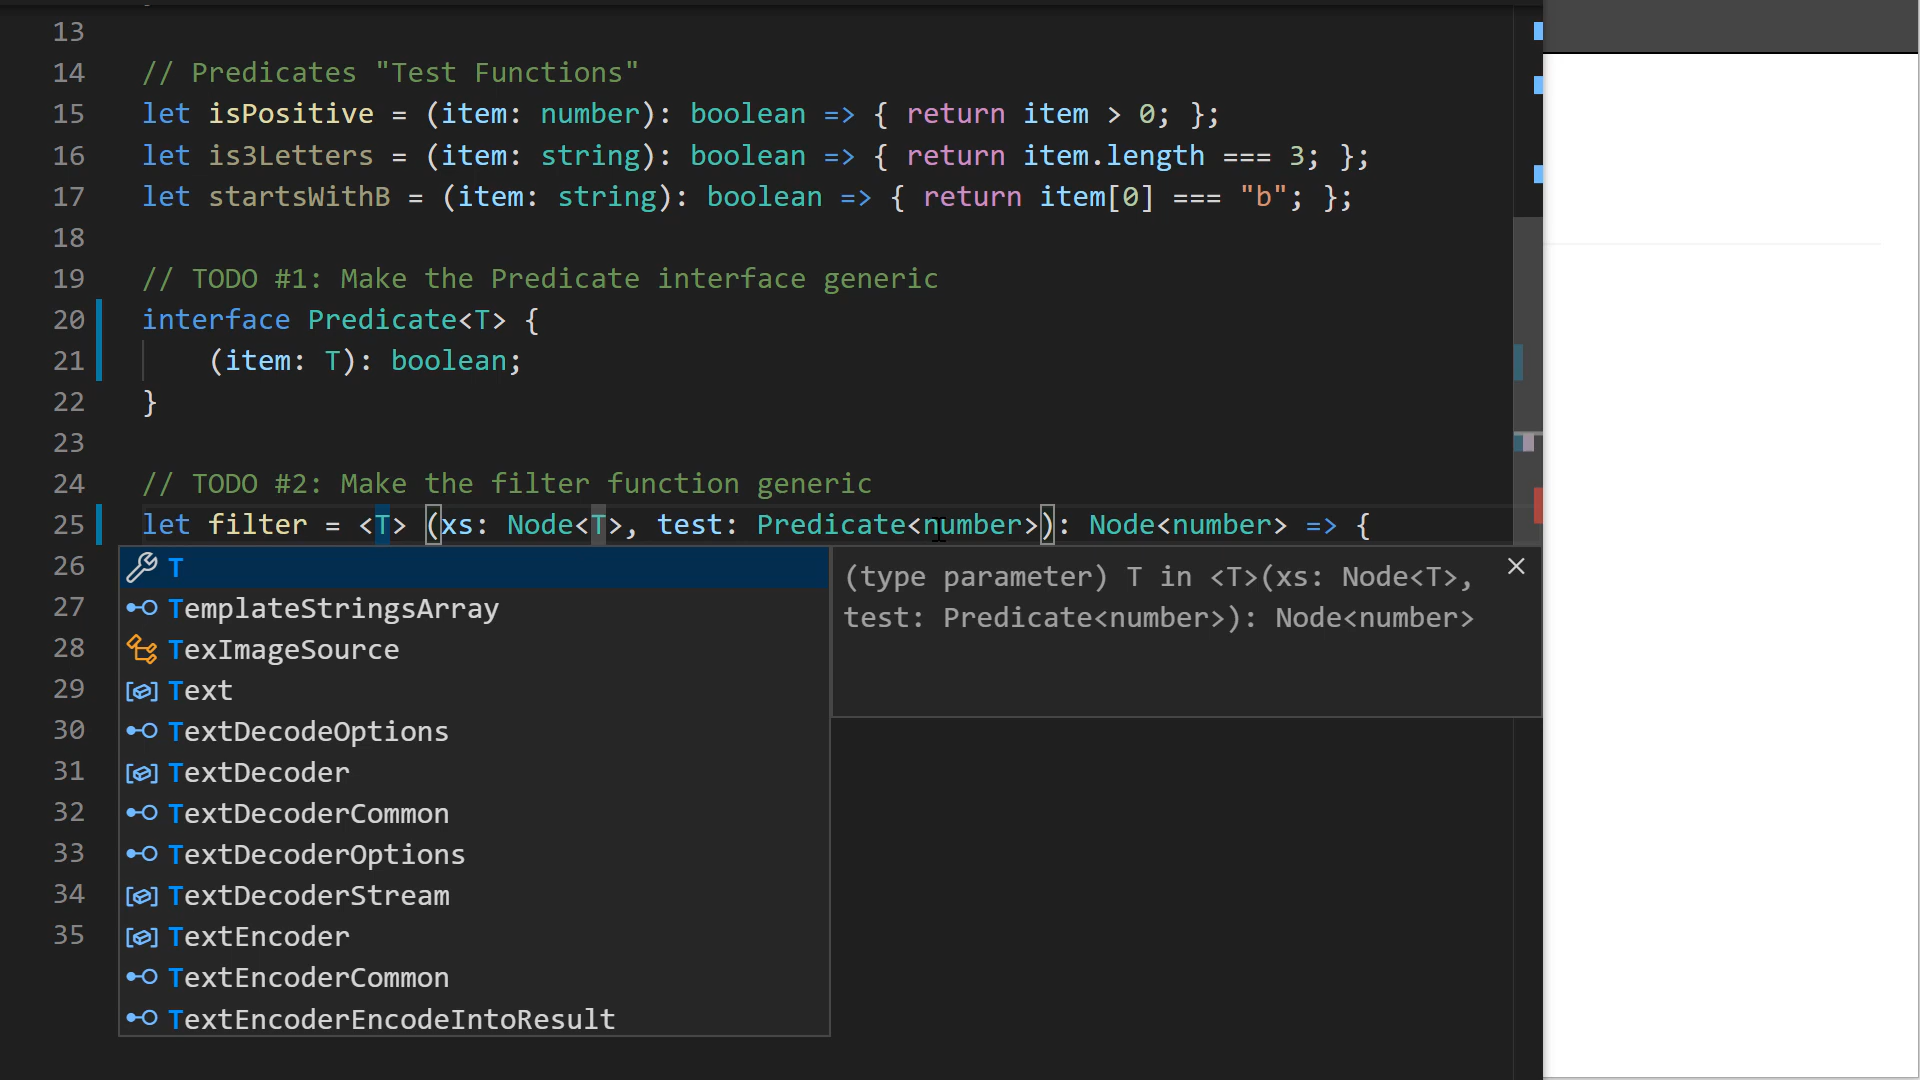 13
14 // Predicates "Test Functions"
15 let isPositive = (item: number): boolean => { return item > 0; };
16 let is3Letters = (item: string): boolean => { return item.length === 3; };
17 let startsWithB = (item: string): boolean => { return item[0] === "b"; };
18
19 // TODO #1: Make the Predicate interface generic
20 interface Predicate<T> {
21 (item: T): boolean;
22 }
23
24 // TODO #2: Make the filter function generic
25 let filter = <T> (xs: Node<T>, test: Predicate<number>): Node<number> => {
26 T
27 TemplateStringsArray
28 TexImageSource
29 Text
30 TextDecodeOptions
31 TextDecoder
32 TextDecoderCommon
33 TextDecoderOptions
34 TextDecoderStream
35 TextEncoder
TextEncoderCommon
TextEncoderEncodeIntoResult
(type parameter) T in <T>(xs: Node<T>,
test: Predicate<number>): Node<number>